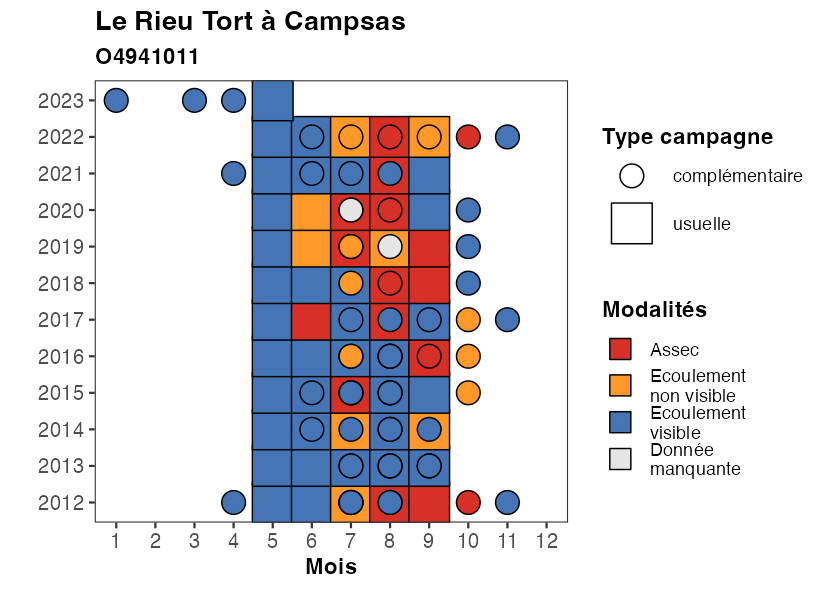 Le Rieu Tort à Campsas
O4941011
2023
2022
2021
2020
2019
2018
2017
2016
2015
2014
2013
2012
1 2 3 4 5 6 7 8 9 10 11 12
Mois
Type campagne
complémentaire
usuelle
Modalités
Assec
Ecoulement
non visible
Ecoulement
visible
Donnée
manquante